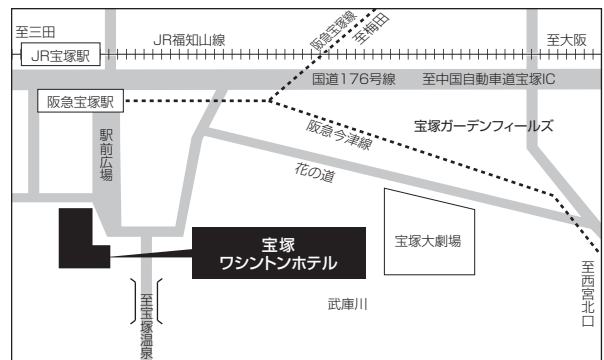 至三田
JR福知山線
阪急宝塚線
至梅田
至大阪
JR宝塚駅
国道176号線
至中国自動車道宝塚IC
阪急宝塚駅
阪急今津線
宝塚ガーデンフィールズ
駅前広場
花の道
宝塚
ワシントンホテル
宝塚大劇場
至西宮北口
至宝塚温泉
武庫川